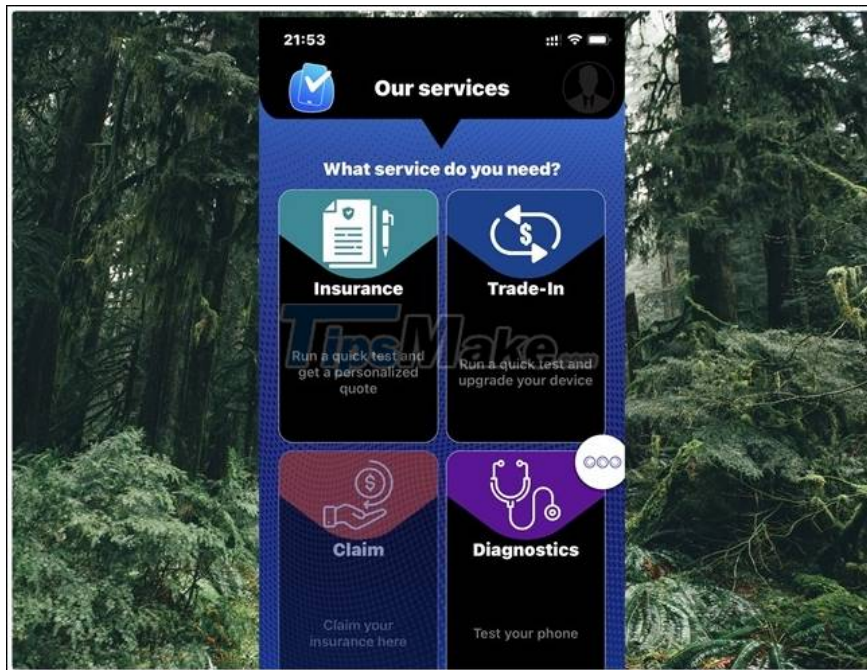 21:53
Our services
What service do you need?
Insurance
Trade-In
TipsMake.com
Run a quick test and
get a personalized
quote
Run a quick test and
upgrade your device
Claim
Diagnostics
Claim your
insurance here
Test your phone